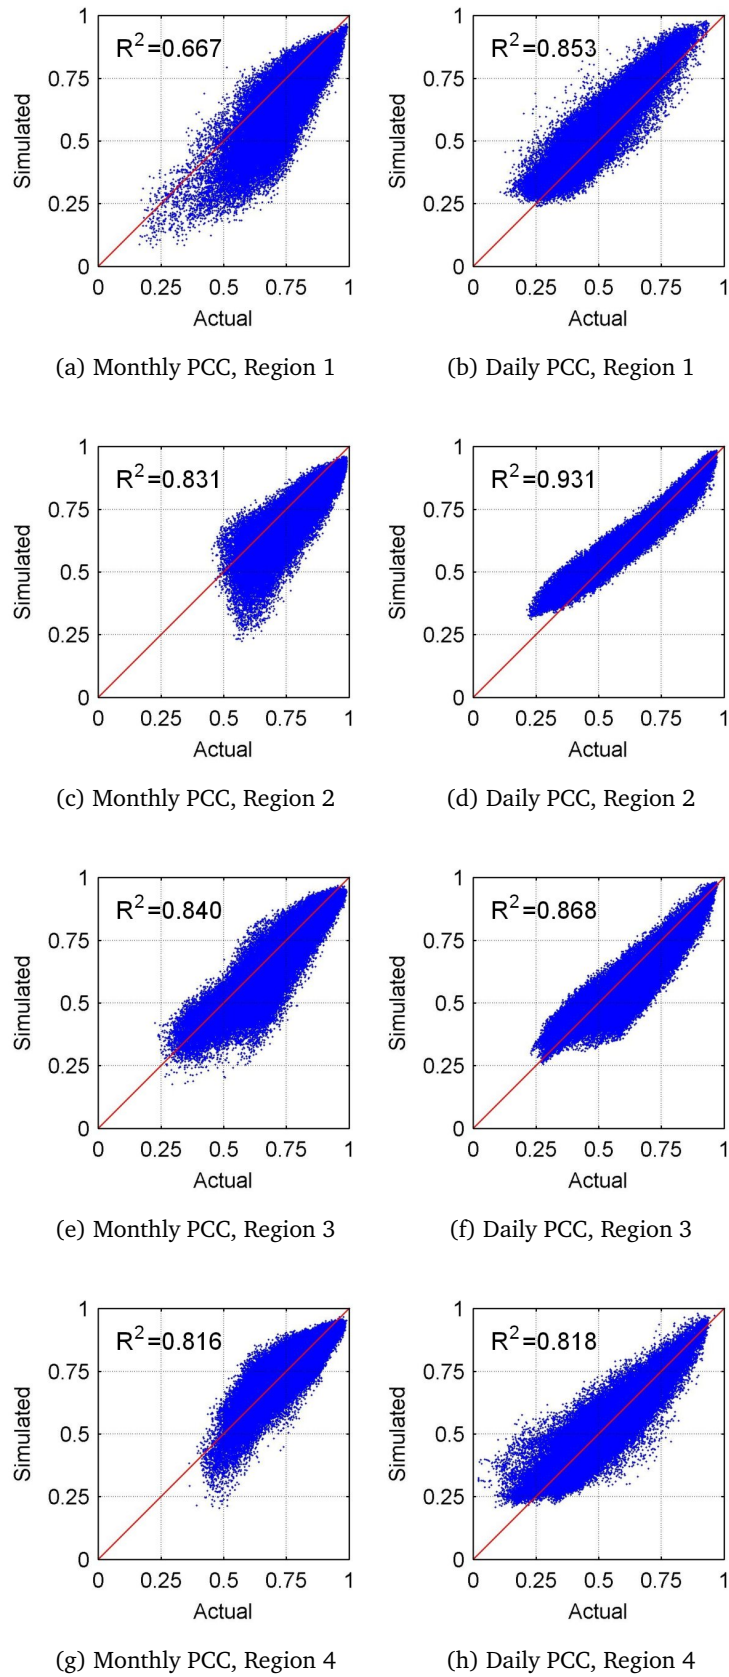 R²=0.667
1
0.75
0.5
0.25
0
Simulated
0 0.25 0.5 0.75 1
Actual
(a) Monthly PCC, Region 1
R²=0.853
1
0.75
0.5
0.25
0
Simulated
0 0.25 0.5 0.75 1
Actual
(b) Daily PCC, Region 1
R²=0.831
1
0.75
0.5
0.25
0
Simulated
0 0.25 0.5 0.75 1
Actual
(c) Monthly PCC, Region 2
R²=0.931
1
0.75
0.5
0.25
0
Simulated
0 0.25 0.5 0.75 1
Actual
(d) Daily PCC, Region 2
R²=0.840
1
0.75
0.5
0.25
0
Simulated
0 0.25 0.5 0.75 1
Actual
(e) Monthly PCC, Region 3
R²=0.868
1
0.75
0.5
0.25
0
Simulated
0 0.25 0.5 0.75 1
Actual
(f) Daily PCC, Region 3
R²=0.816
1
0.75
0.5
0.25
0
Simulated
0 0.25 0.5 0.75 1
Actual
(g) Monthly PCC, Region 4
R²=0.818
1
0.75
0.5
0.25
0
Simulated
0 0.25 0.5 0.75 1
Actual
(h) Daily PCC, Region 4